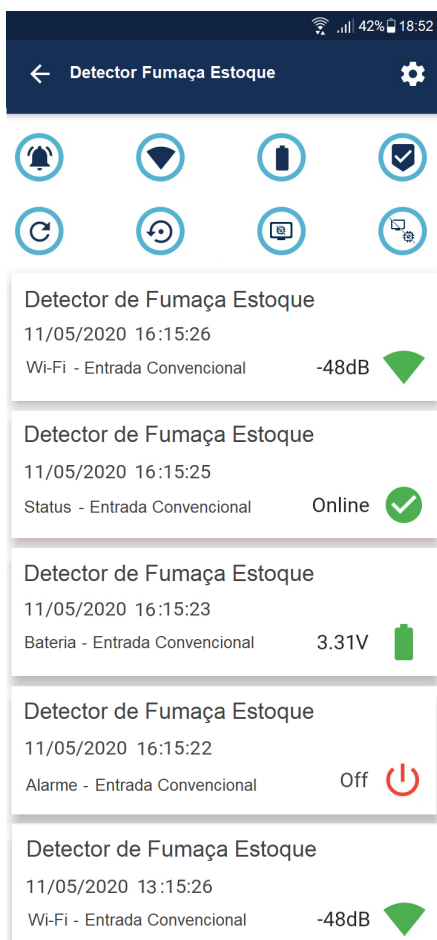 42% 18:52
Detector Fumaça Estoque
Detector de Fumaça Estoque
11/05/2020 16:15:26
Wi-Fi - Entrada Convencional -48dB
Detector de Fumaça Estoque
11/05/2020 16:15:25
Status - Entrada Convencional Online
Detector de Fumaça Estoque
11/05/2020 16:15:23
Bateria - Entrada Convencional 3.31V
Detector de Fumaça Estoque
11/05/2020 16:15:22
Alarme - Entrada Convencional Off
Detector de Fumaça Estoque
11/05/2020 13:15:26
Wi-Fi - Entrada Convencional -48dB